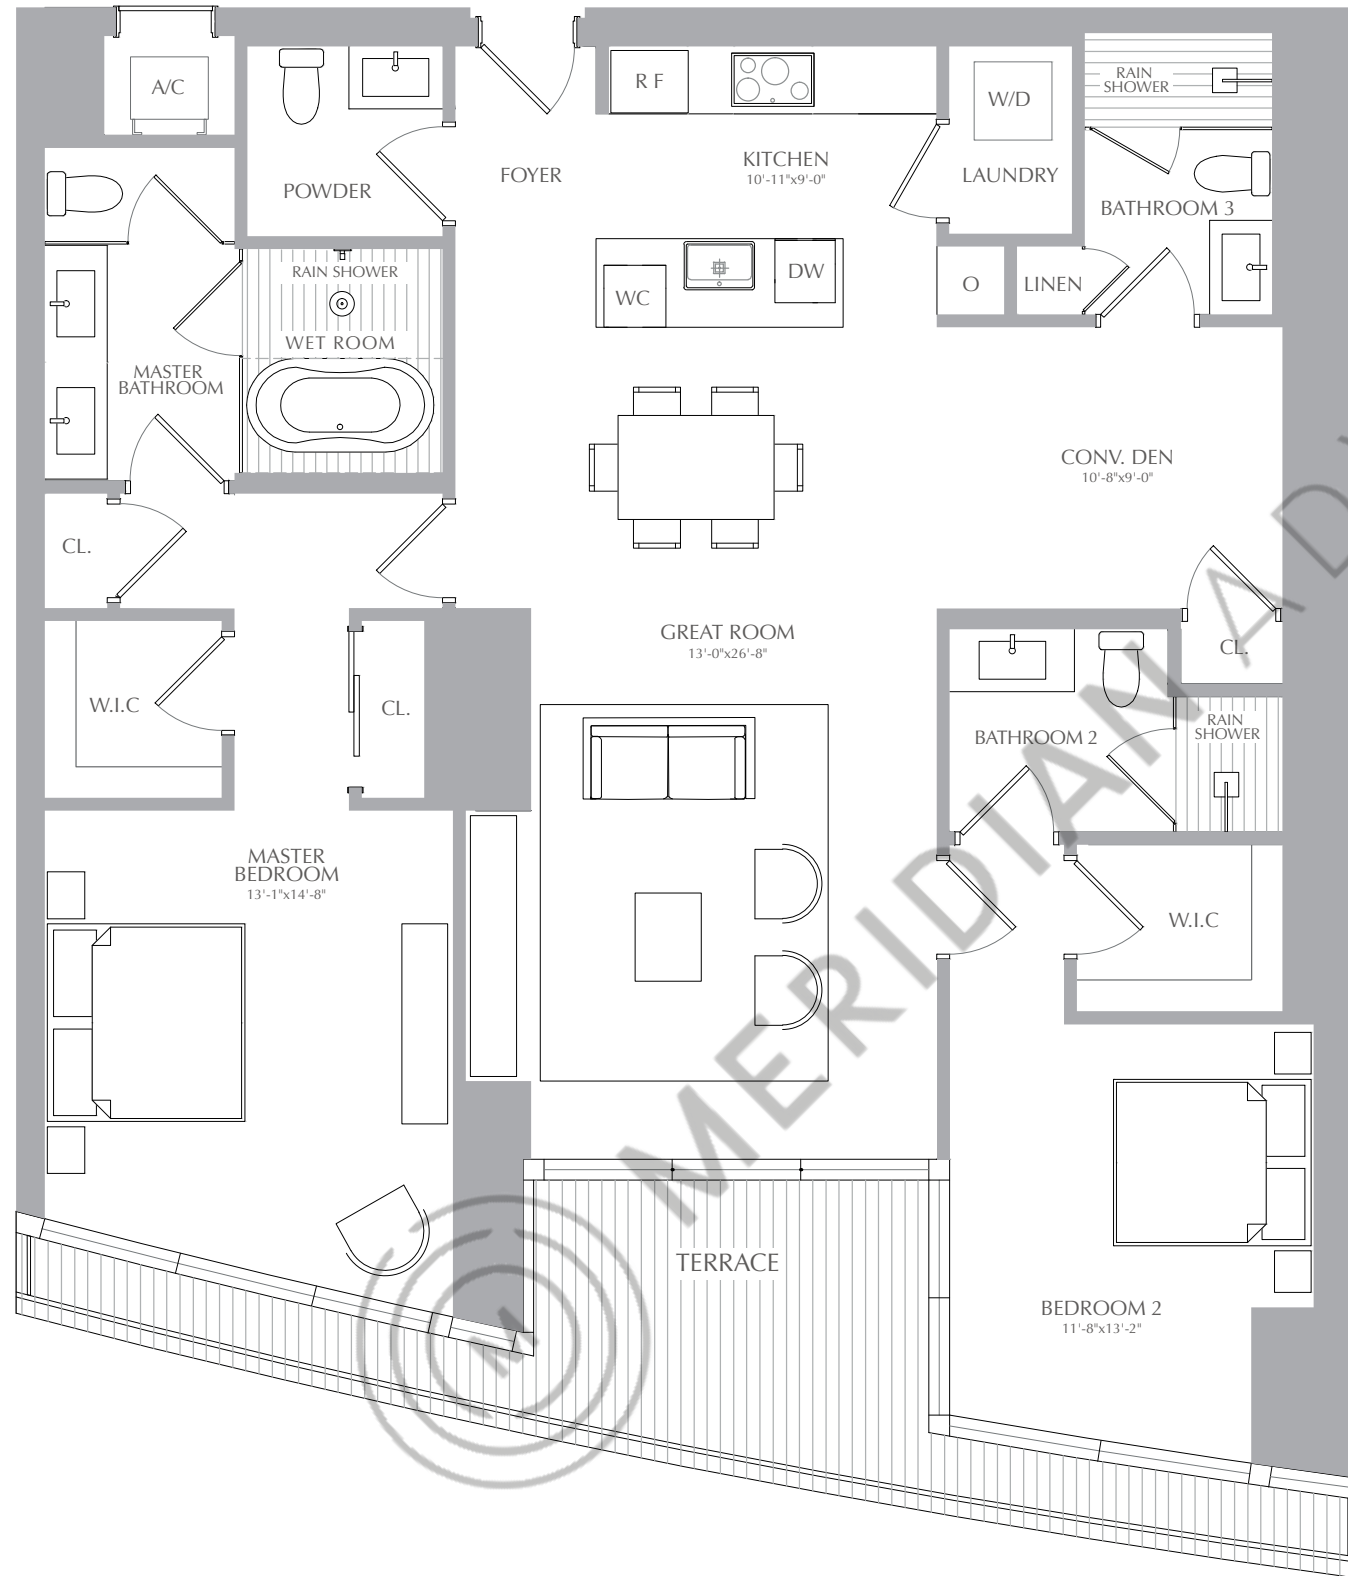 A/C
R F
W/D
RAIN
SHOWER
POWDER
FOYER
KITCHEN
10'-11"x9'-0"
LAUNDRY
BATHROOM 3
RAIN SHOWER
WC
DW
O
LINEN
WET ROOM
MASTER
BATHROOM
CONV. DEN
10'-8"x9'-0"
CL.
GREAT ROOM
13'-0"x26'-8"
CL.
W.I.C
CL.
BATHROOM 2
RAIN
SHOWER
MASTER
BEDROOM
13'-1"x14'-8"
W.I.C
TERRACE
BEDROOM 2
11'-8"x13'-2"
M MERIDIAN AD